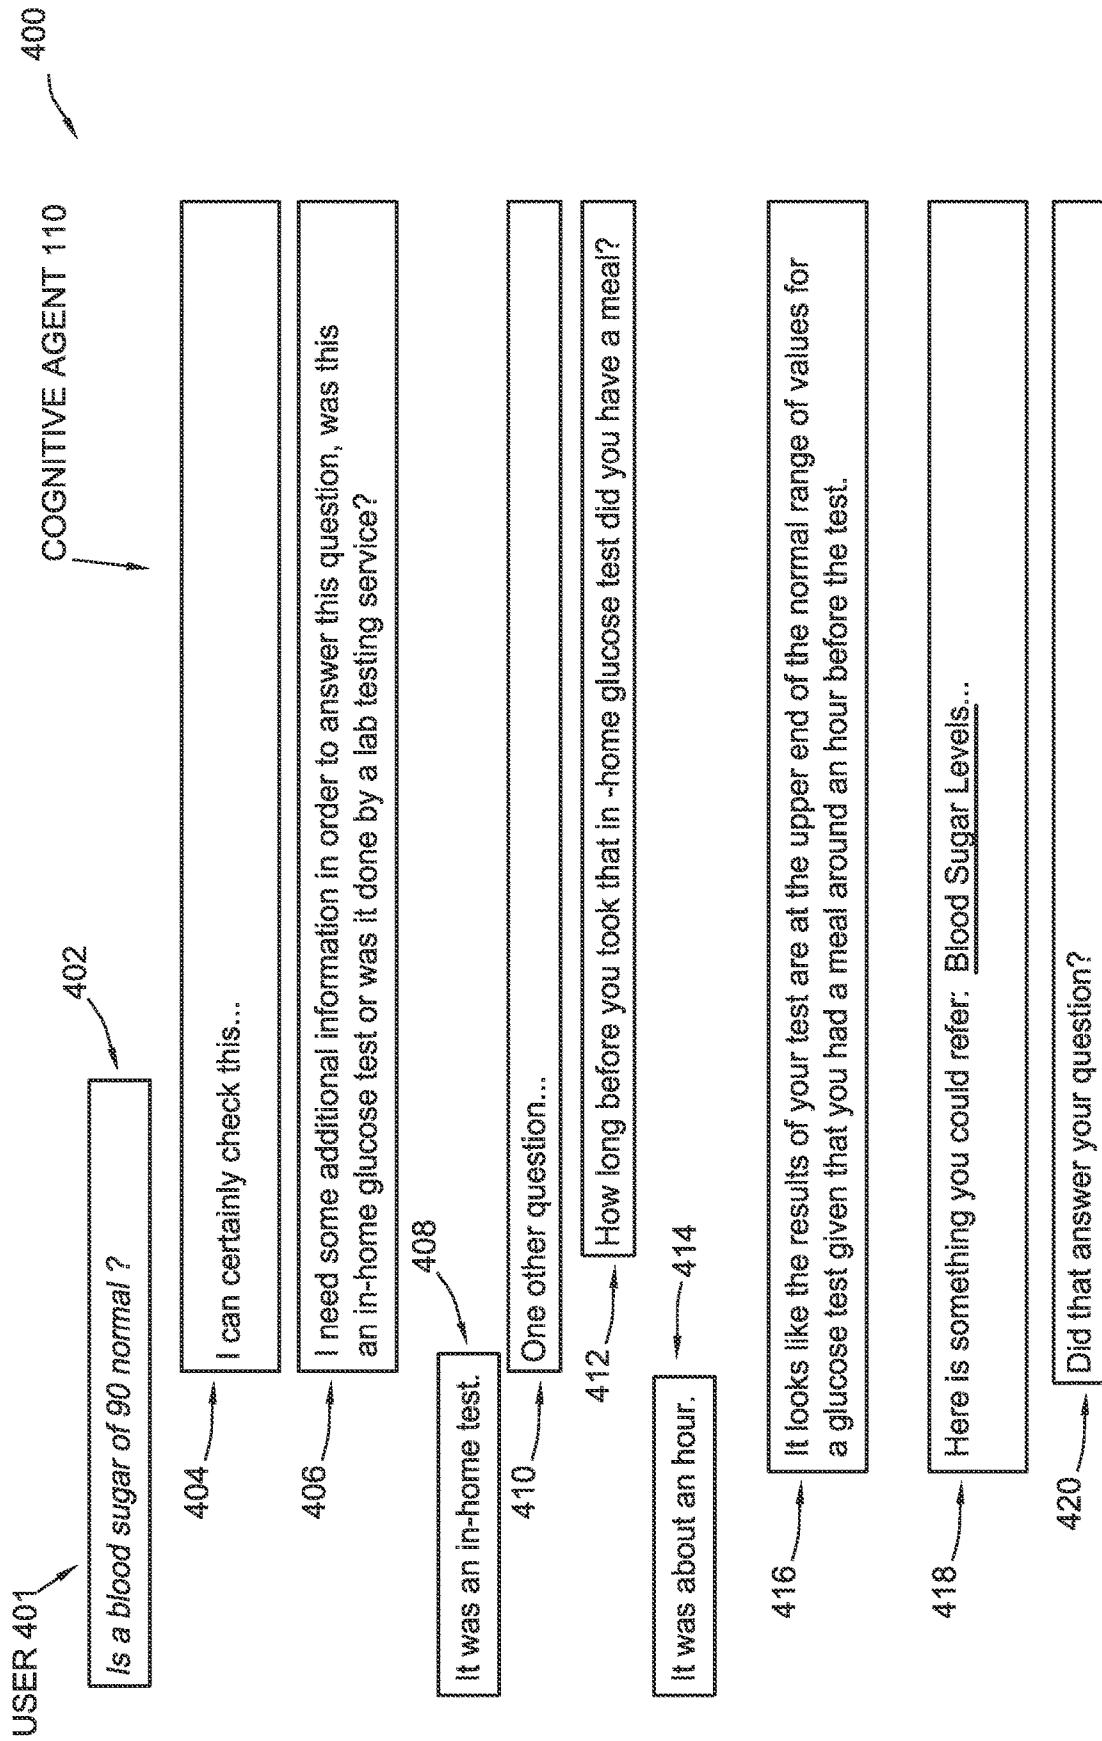 400
COGNITIVE AGENT 110
USER 401
402
Is a blood sugar of 90 normal ?
404
I can certainly check this...
406
I need some additional information in order to answer this question, was this
an in-home glucose test or was it done by a lab testing service?
408
It was an in-home test.
410
One other question...
412
How long before you took that in -home glucose test did you have a meal?
414
It was about an hour.
416
It looks like the results of your test are at the upper end of the normal range of values for
a glucose test given that you had a meal around an hour before the test.
418
Here is something you could refer: Blood Sugar Levels...
420
Did that answer your question?